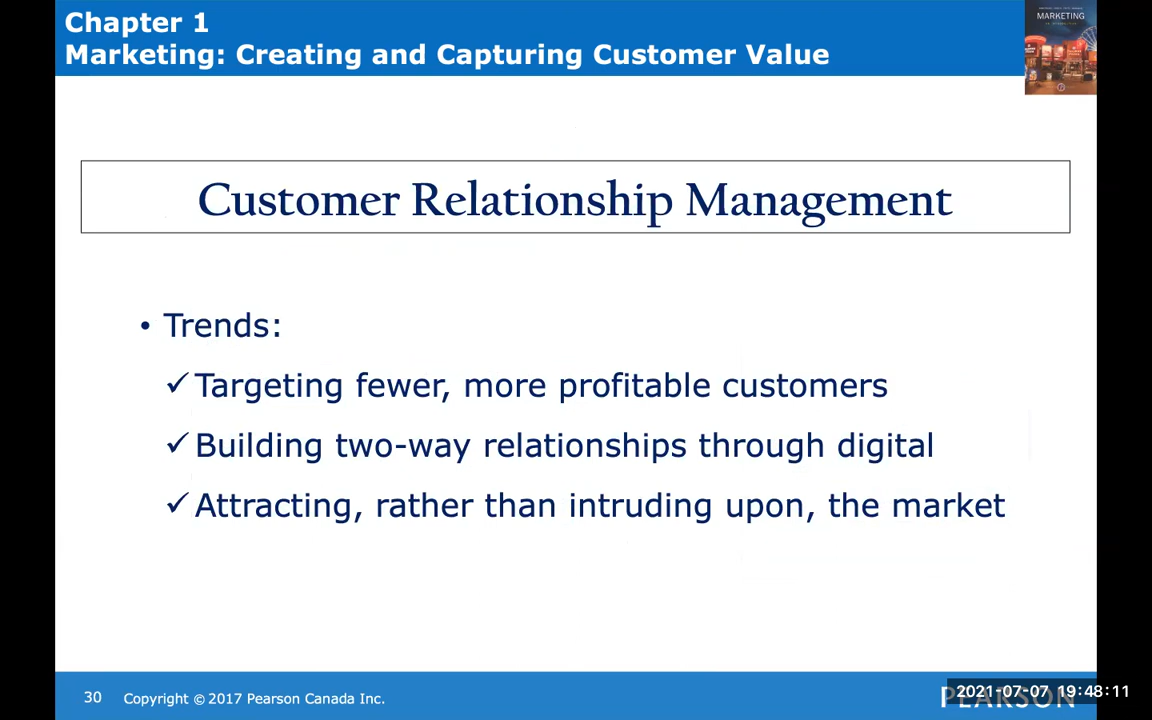 Chapter 1
Marketing: Creating and Capturing Customer Value
MARKETING
Customer Relationship Management
• Trends:
✓Targeting fewer, more profitable customers
✓Building two-way relationships through digital
✓Attracting, rather than intruding upon, the market
30 Copyright © 2017 Pearson Canada Inc.
PEARSON
2021-07-07 19:48:11